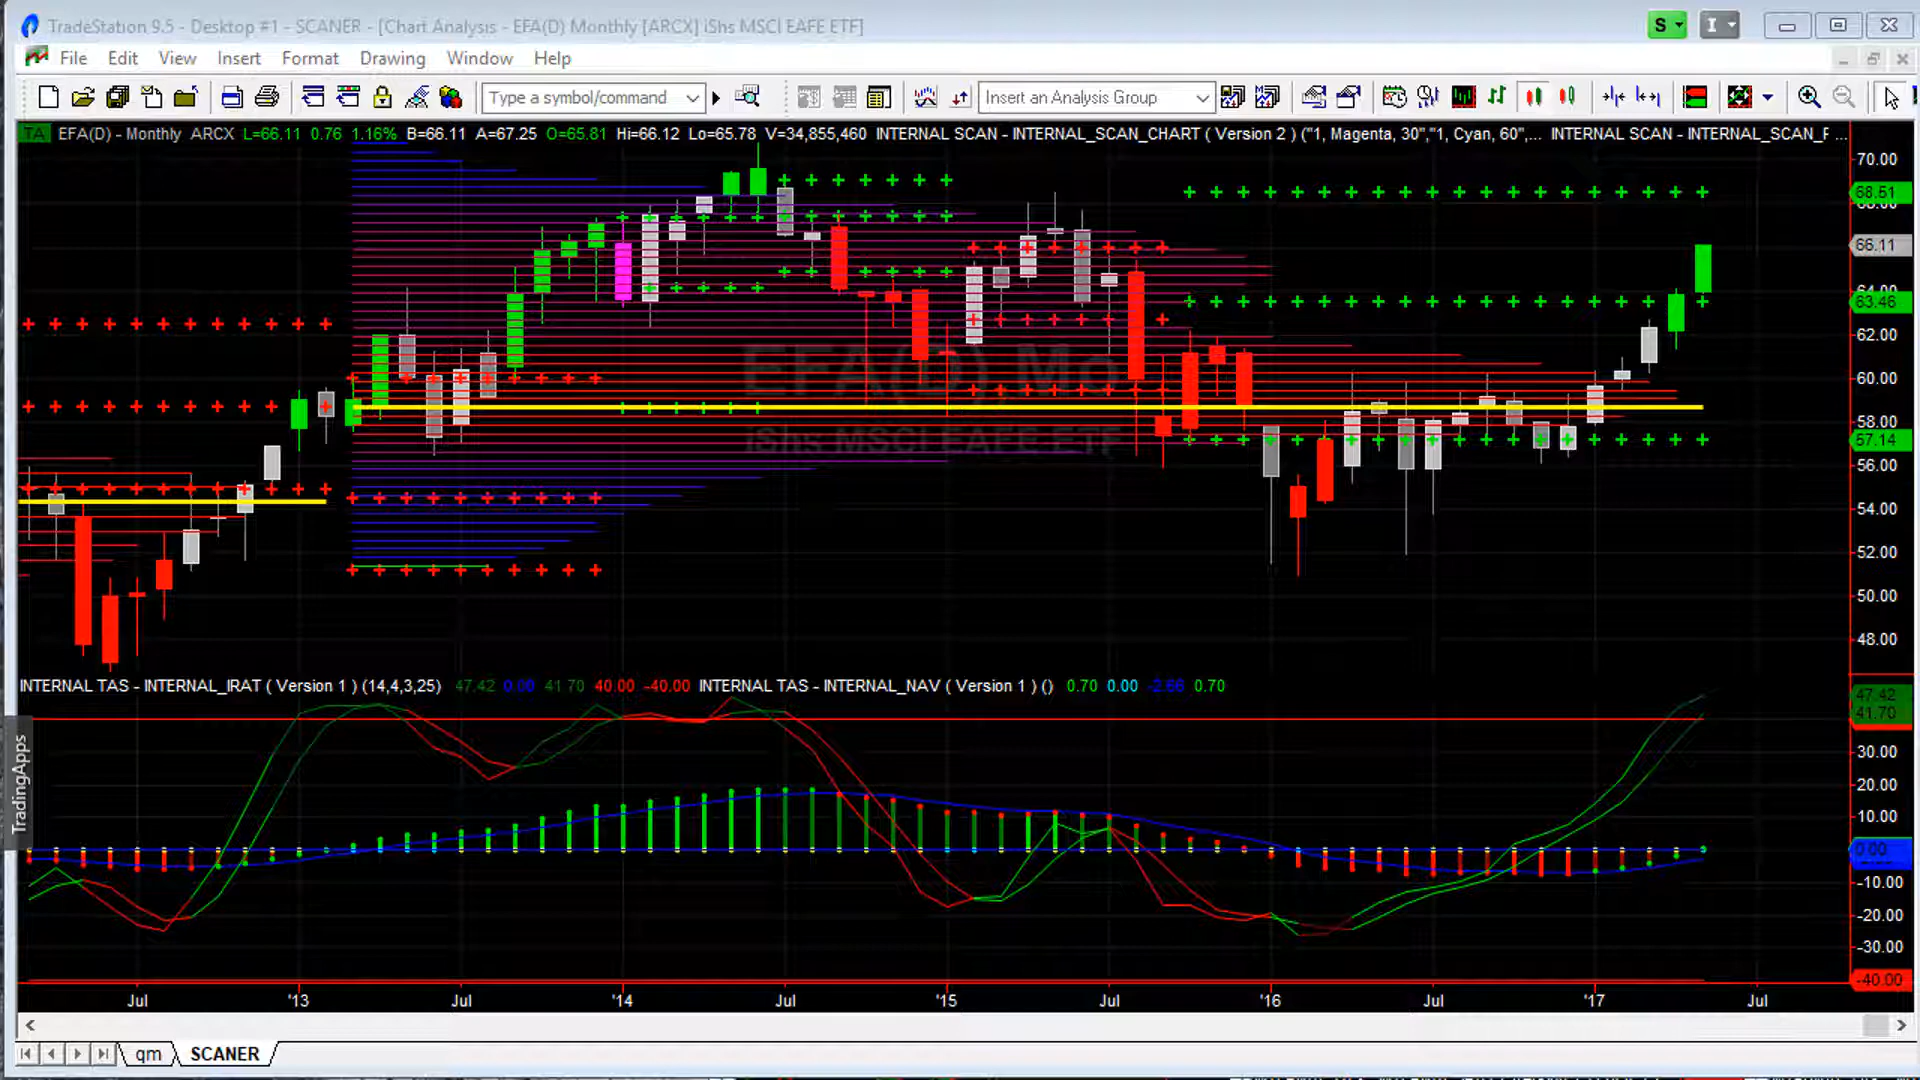 TradeStation 9.5 - Desktop #1 - SCANER - [Chart Analysis - EFA(D) Monthly [ARCX] iShs MSCI EAFE ETF]
S I
File Edit View Insert Format Drawing Window Help
Type a symbol/command Insert an Analysis Group
TA EFA(D) - Monthly ARCX L=66.11 0.76 1.16% B=66.11 A=67.25 O=65.81 Hi=66.12 Lo=65.78 V=34,855,460 INTERNAL SCAN - INTERNAL_SCAN_CHART ( Version 2 ) ("1, Magenta, 30","1, Cyan, 60",... INTERNAL SCAN - INTERNAL_SCAN_F ...
70.00
68.51
66.11
63.46
62.00
60.00
58.00
57.14
56.00
54.00
52.00
50.00
48.00
EFA(D),Mo
iShs MSCI EAFE ETF
INTERNAL TAS - INTERNAL_IRAT ( Version 1 ) (14,4,3,25) 47.42 0.00 41.70 40.00 -40.00 INTERNAL TAS - INTERNAL_NAV ( Version 1 ) () 0.70 0.00 -2.66 0.70
47.42
41.70
30.00
20.00
10.00
0.00
-10.00
-20.00
-30.00
-40.00
TradingApps
Jul '13 Jul '14 Jul '15 Jul '16 Jul '17 Jul
qm SCANER